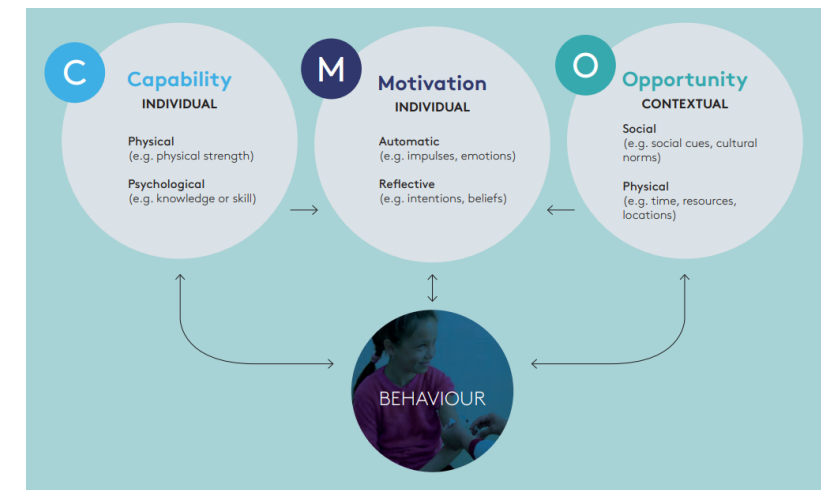 C
Capability
INDIVIDUAL
Physical
(e.g. physical strength)
Psychological
(e.g. knowledge or skill)
M
Motivation
INDIVIDUAL
Automatic
(e.g. impulses, emotions)
Reflective
(e.g. intentions, beliefs)
O
Opportunity
CONTEXTUAL
Social
(e.g. social cues, cultural
norms)
Physical
(e.g. time, resources,
locations)
BEHAVIOUR